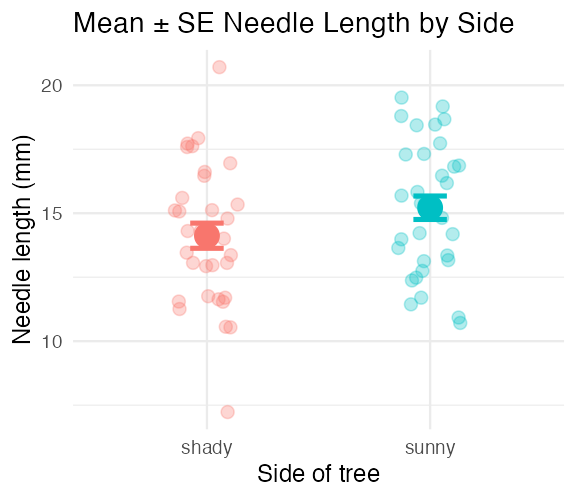 Mean ± SE Needle Length by Side
Needle length (mm)
20
15
10
shady
sunny
Side of tree